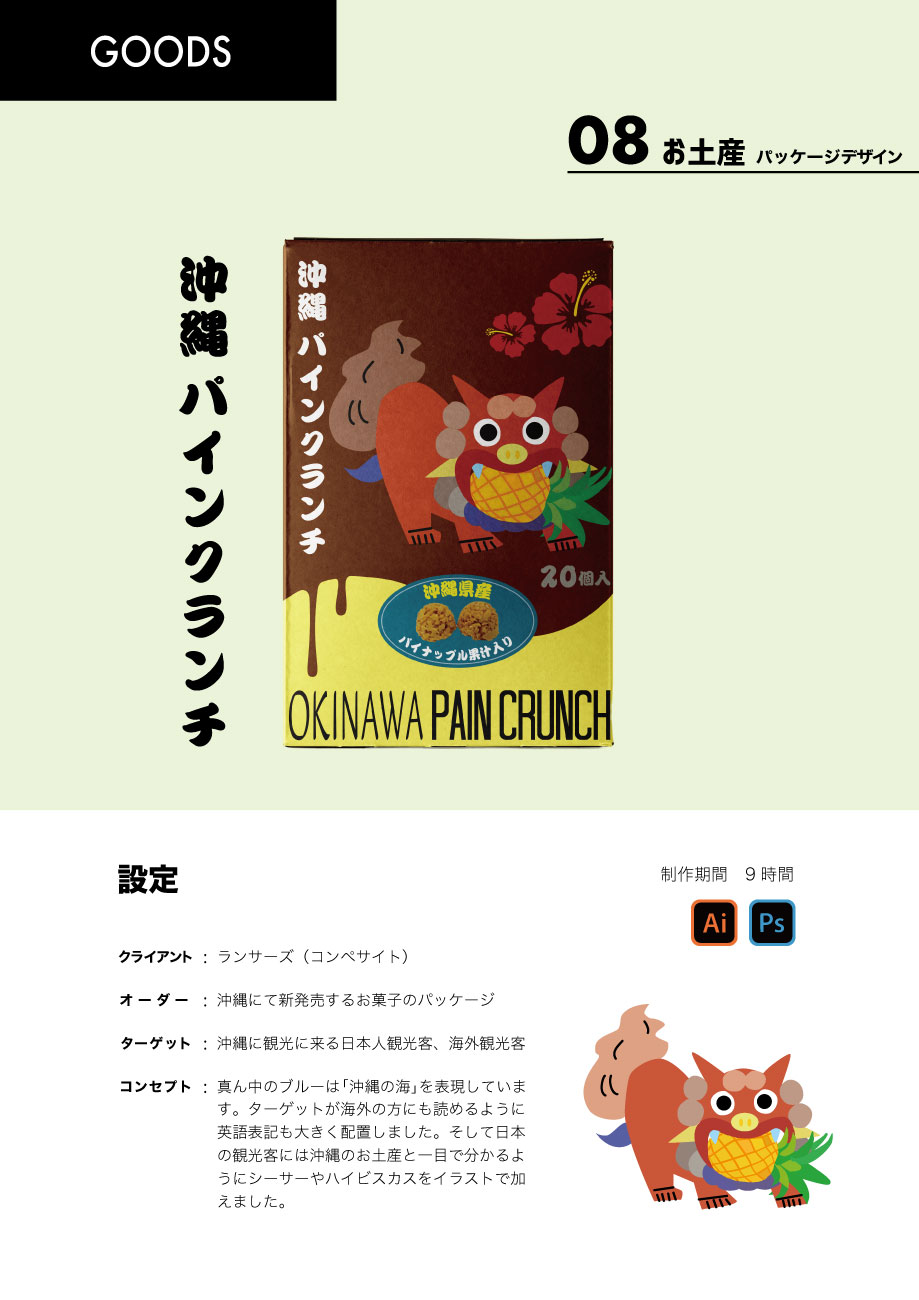 GOODS
08 お土産 パッケージデザイン
沖縄 パインクランチ
沖縄 パインクランチ
20個入
沖縄県産
パイナップル果汁入り
OKINAWA PAIN CRUNCH
設定
制作期間 9時間
Ai Ps
クライアント : ランサーズ（コンペサイト）
オーダー : 沖縄にて新発売するお菓子のパッケージ
ターゲット : 沖縄に観光に来る日本人観光客、海外観光客
コンセプト : 真ん中のブルーは「沖縄の海」を表現していま
す。ターゲットが海外の方にも読めるように
英語表記も大きく配置しました。そして日本
の観光客には沖縄のお土産と一目で分かるよ
うにシーサーやハイビスカスをイラストで加
えました。